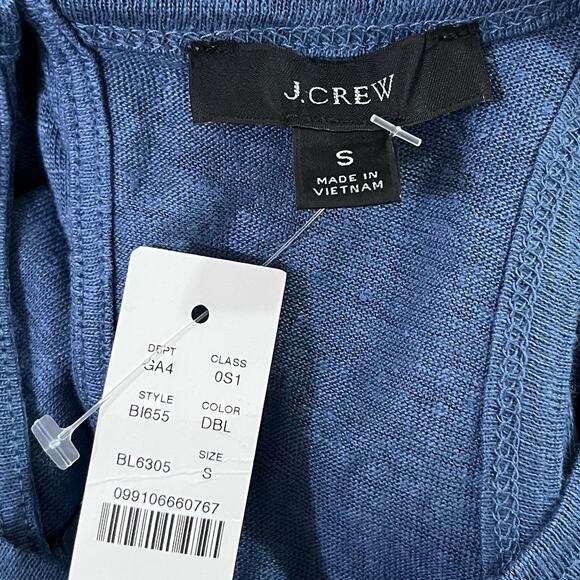 J.CREW
S
MADE IN
VIETNAM
DEPT CLASS
GA4 0S1
STYLE COLOR
BI655 DBL
SIZE
BL6305 S
099106660767